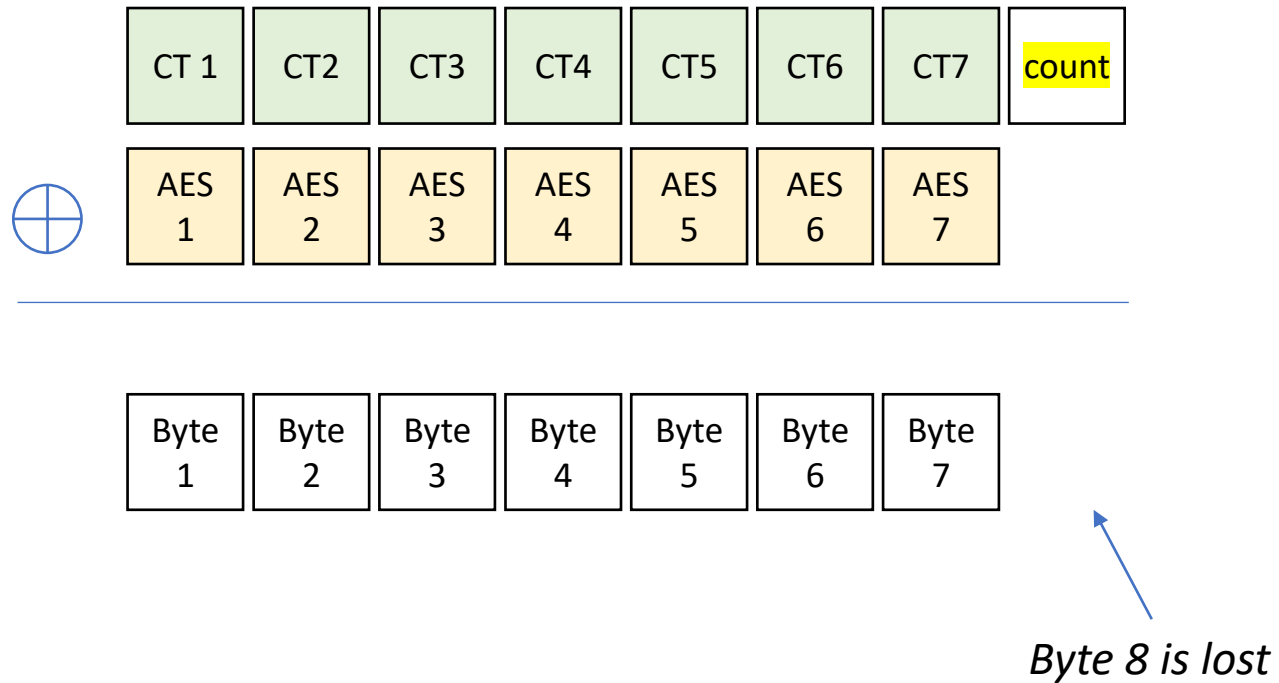 CT 1 CT2 CT3 CT4 CT5 CT6 CT7 count
AES AES AES AES AES AES AES
1 2 3 4 5 6 7
Byte Byte Byte Byte Byte Byte Byte
1 2 3 4 5 6 7
Byte 8 is lost